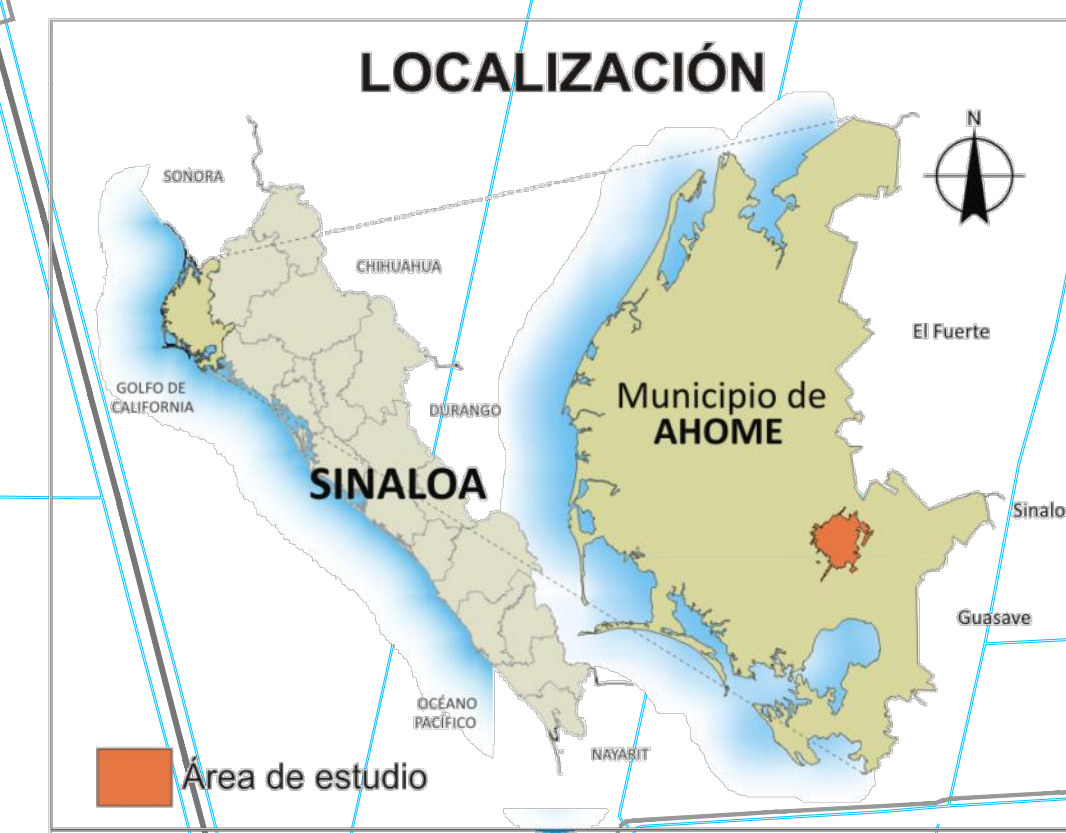 LOCALIZACIÓN
N
SONORA
CHIHUAHUA
El Fuerte
GOLFO DE
CALIFORNIA
DURANGO
Municipio de
AHOME
SINALOA
Sinalo
Guasave
OCÉANO
PACÍFICO
NAYARIT
Área de estudio